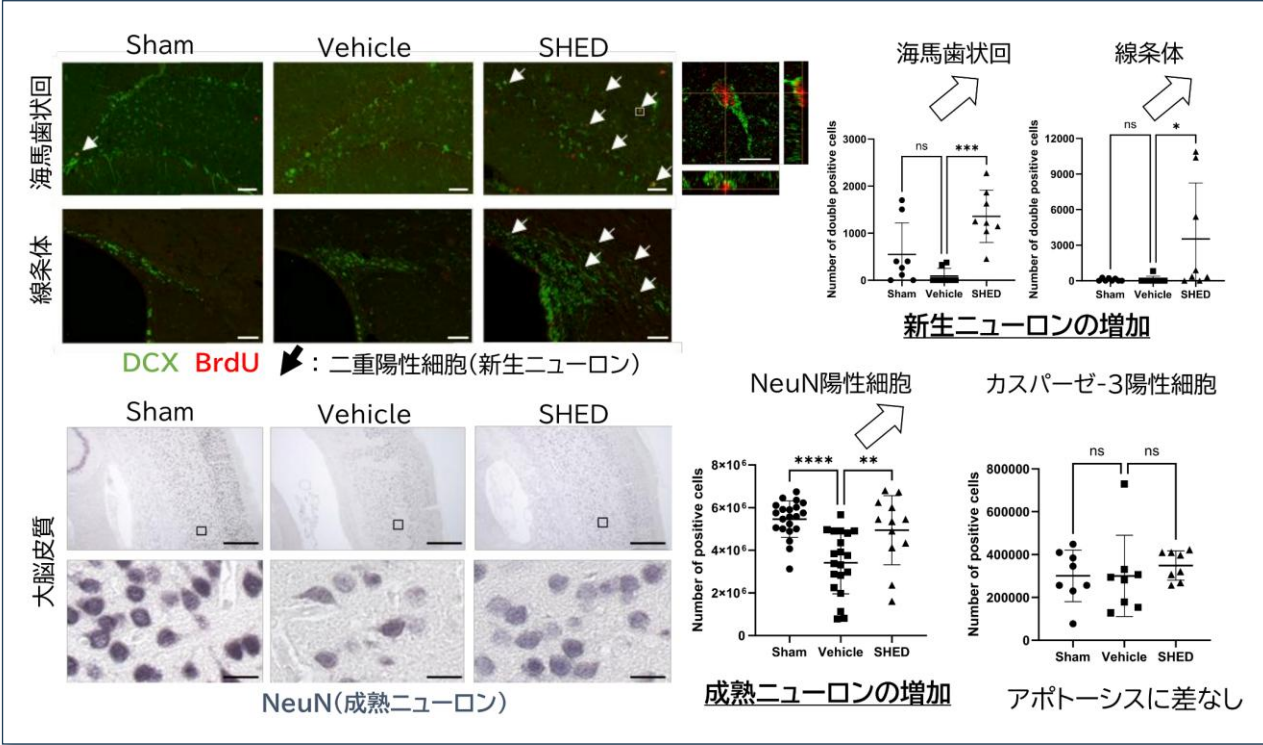 Sham Vehicle SHED
海馬歯状回
線条体
DCX BrdU : 二重陽性細胞(新生ニューロン)
海馬歯状回
Number of double positive cells
3000
2000
1000
0
ns ***
Sham Vehicle SHED
線条体
Number of double positive cells
12000
9000
6000
3000
0
ns *
Sham Vehicle SHED
新生ニューロンの増加
Sham Vehicle SHED
大脳皮質
NeuN(成熟ニューロン)
NeuN陽性細胞
Number of positive cells
8×10⁶
6×10⁶
4×10⁶
2×10⁶
0
**** **
Sham Vehicle SHED
成熟ニューロンの増加
カスパーゼ-3陽性細胞
Number of positive cells
800000
600000
400000
200000
0
ns ns
Sham Vehicle SHED
アポトーシスに差なし